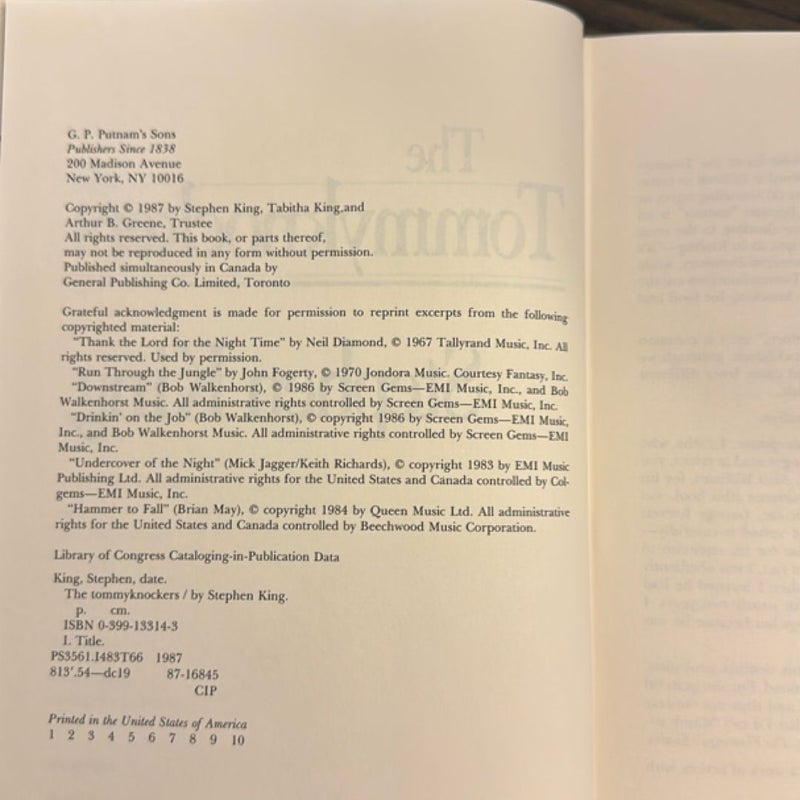 G. P. Putnam's Sons
Publishers Since 1838
200 Madison Avenue
New York, NY 10016
Copyright © 1987 by Stephen King, Tabitha King,and
Arthur B. Greene, Trustee
All rights reserved. This book, or parts thereof,
may not be reproduced in any form without permission.
Published simultaneously in Canada by
General Publishing Co. Limited, Toronto
Grateful acknowledgment is made for permission to reprint excerpts from the following
copyrighted material:
"Thank the Lord for the Night Time" by Neil Diamond, © 1967 Tallyrand Music, Inc. All
rights reserved. Used by permission.
"Run Through the Jungle" by John Fogerty, © 1970 Jondora Music. Courtesy Fantasy, Inc.
"Downstream" (Bob Walkenhorst), © 1986 by Screen Gems—EMI Music, Inc., and Bob
Walkenhorst Music. All administrative rights controlled by Screen Gems—EMI Music, Inc.
"Drinkin' on the Job" (Bob Walkenhorst), © copyright 1986 by Screen Gems—EMI Music,
Inc., and Bob Walkenhorst Music. All administrative rights controlled by Screen Gems—EMI
Music, Inc.
"Undercover of the Night" (Mick Jagger/Keith Richards), © copyright 1983 by EMI Music
Publishing Ltd. All administrative rights for the United States and Canada controlled by Col-
gems—EMI Music, Inc.
"Hammer to Fall" (Brian May), © copyright 1984 by Queen Music Ltd. All administrative
rights for the United States and Canada controlled by Beechwood Music Corporation.
Library of Congress Cataloging-in-Publication Data
King, Stephen, date.
The tommyknockers / by Stephen King.
p. cm.
ISBN 0-399-13314-3
I. Title.
PS3561.I483T66 1987
813'.54—dc19 87-16845
CIP
Printed in the United States of America
1 2 3 4 5 6 7 8 9 10